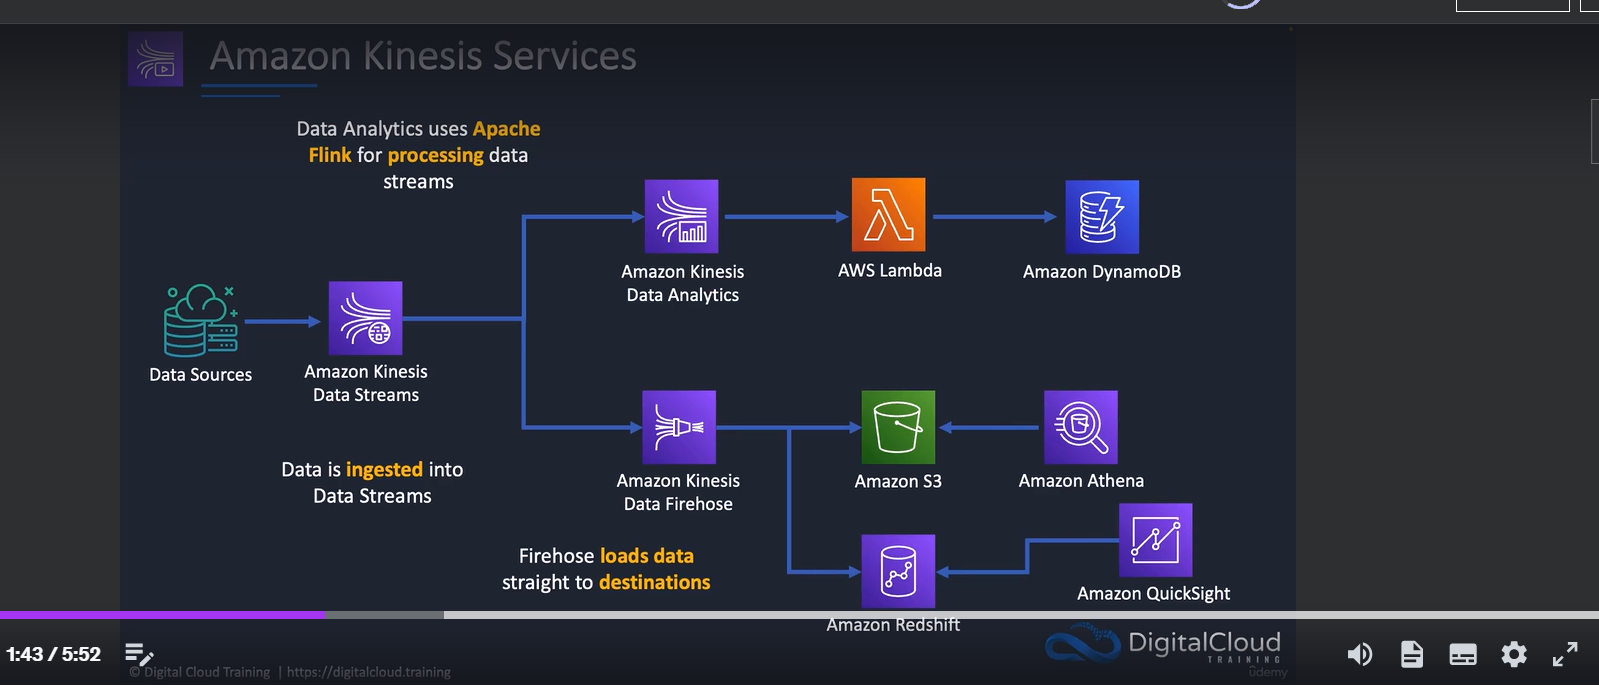 Amazon Kinesis Services
Data Analytics uses Apache
Flink for processing data
streams
Amazon Kinesis
Data Analytics
AWS Lambda
Amazon DynamoDB
Data Sources
Amazon Kinesis
Data Streams
Data is ingested into
Data Streams
Amazon Kinesis
Data Firehose
Amazon S3
Amazon Athena
Firehose loads data
straight to destinations
Amazon QuickSight
Amazon Redshift
1:43 / 5:52
DigitalCloud
TRAINING
© Digital Cloud Training | https://digitalcloud.training
ûdemy